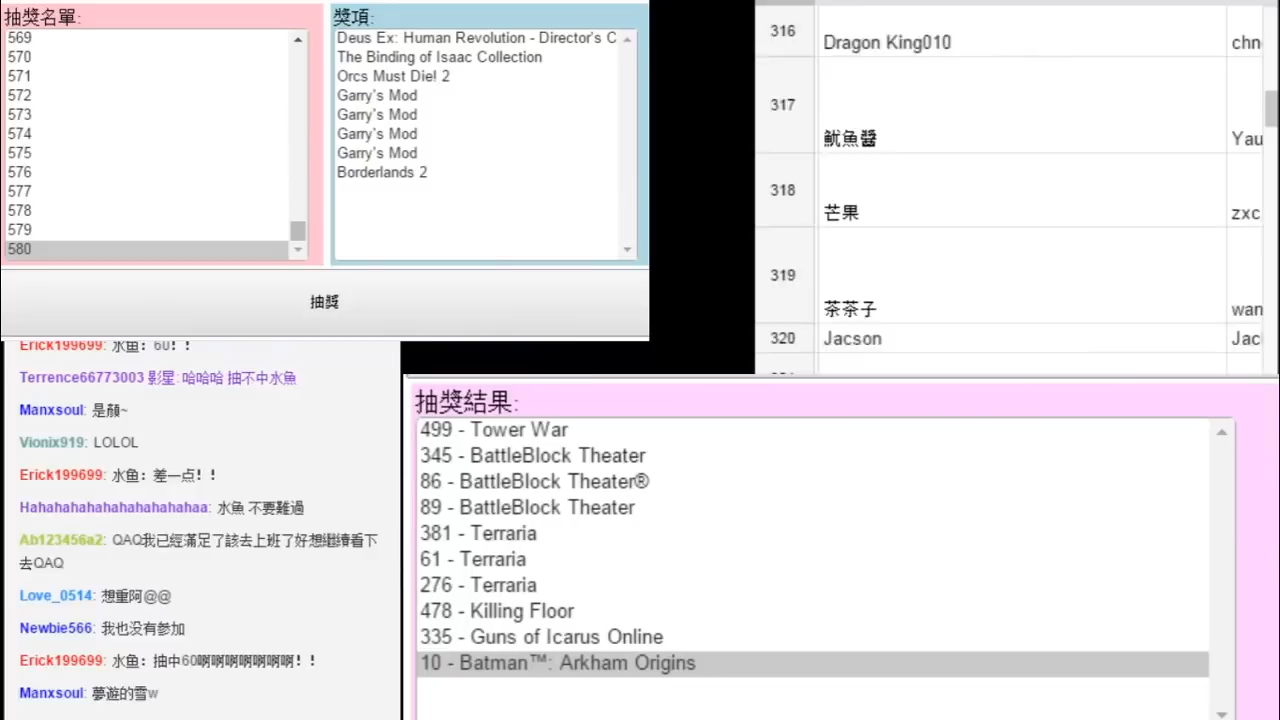 抽獎名單:
569
570
571
572
573
574
575
576
577
578
579
580
獎項:
Deus Ex: Human Revolution - Director's C
The Binding of Isaac Collection
Orcs Must Die! 2
Garry's Mod
Garry's Mod
Garry's Mod
Garry's Mod
Borderlands 2
抽獎
316 Dragon King010 chn
317 魷魚醬 Yau
318 芒果 zxc
319 茶茶子 wan
320 Jacson Jac
Erick199699: 水鱼：60！！
Terrence66773003 影星: 哈哈哈 抽不中水魚
Manxsoul: 是顏~
Vionix919: LOLOL
Erick199699: 水鱼：差一点！！
Hahahahahahahahahahahaa: 水魚 不要難過
Ab123456a2: QAQ我已經滿足了該去上班了好想繼續看下
去QAQ
Love_0514: 想重阿@@
Newbie566: 我也没有参加
Erick199699: 水鱼：抽中60啊啊啊啊啊啊啊！！
Manxsoul: 夢遊的雪w
抽獎結果:
499 - Tower War
345 - BattleBlock Theater
86 - BattleBlock Theater®
89 - BattleBlock Theater
381 - Terraria
61 - Terraria
276 - Terraria
478 - Killing Floor
335 - Guns of Icarus Online
10 - Batman™: Arkham Origins